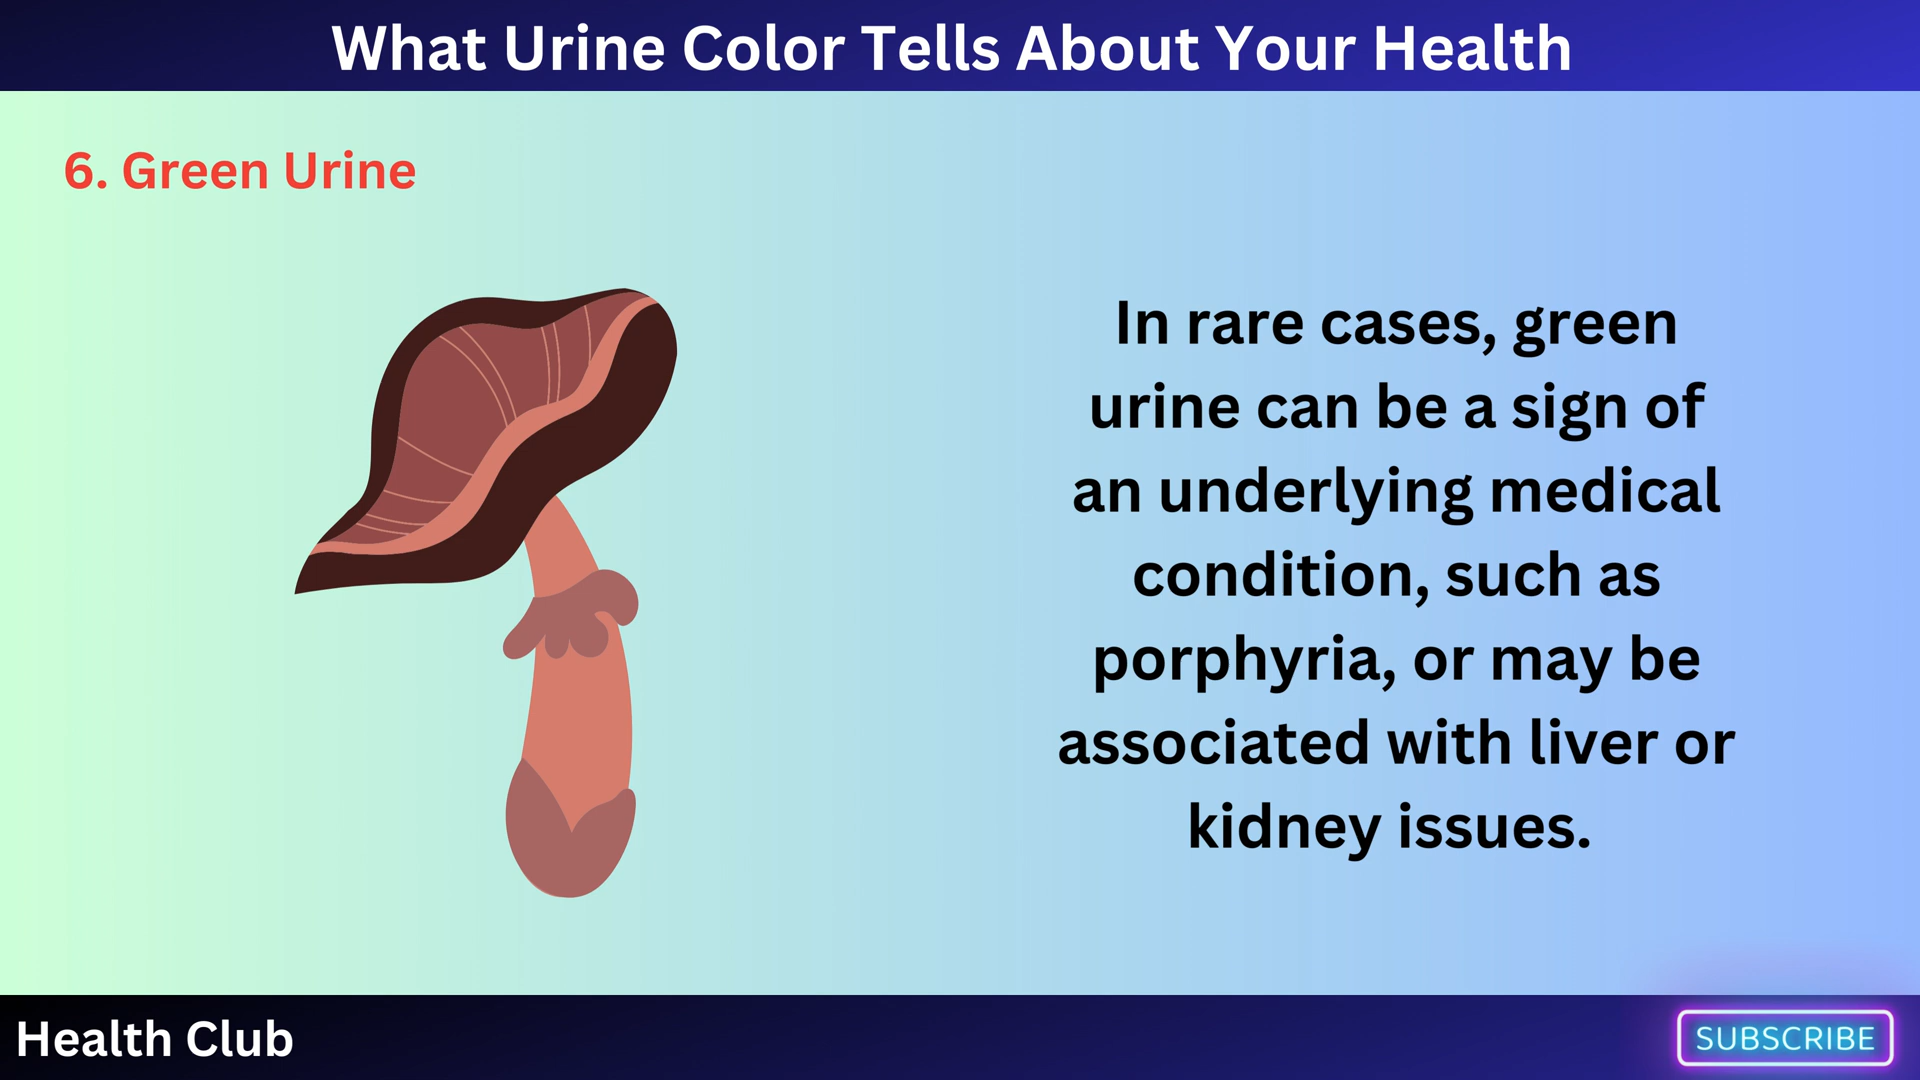 What Urine Color Tells About Your Health
6. Green Urine
In rare cases, green
urine can be a sign of
an underlying medical
condition, such as
porphyria, or may be
associated with liver or
kidney issues.
Health Club
SUBSCRIBE